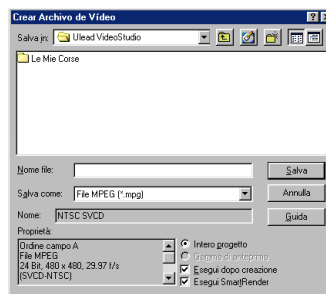 Crear Archivo de Vídeo
Salva in: Ulead VideoStudio
Le Mie Corse
Nome file:
Salva
Salva come: File MPEG (*.mpg)
Annulla
Nome: NTSC SVCD
Guida
Proprietà:
Ordine campo A
File MPEG
24 Bit, 480 x 480, 29.97 f/s
(SVCD-NTSC)
Intero progetto
Gamma di anteprima
Esegui dopo creazione
Esegui SmartRender